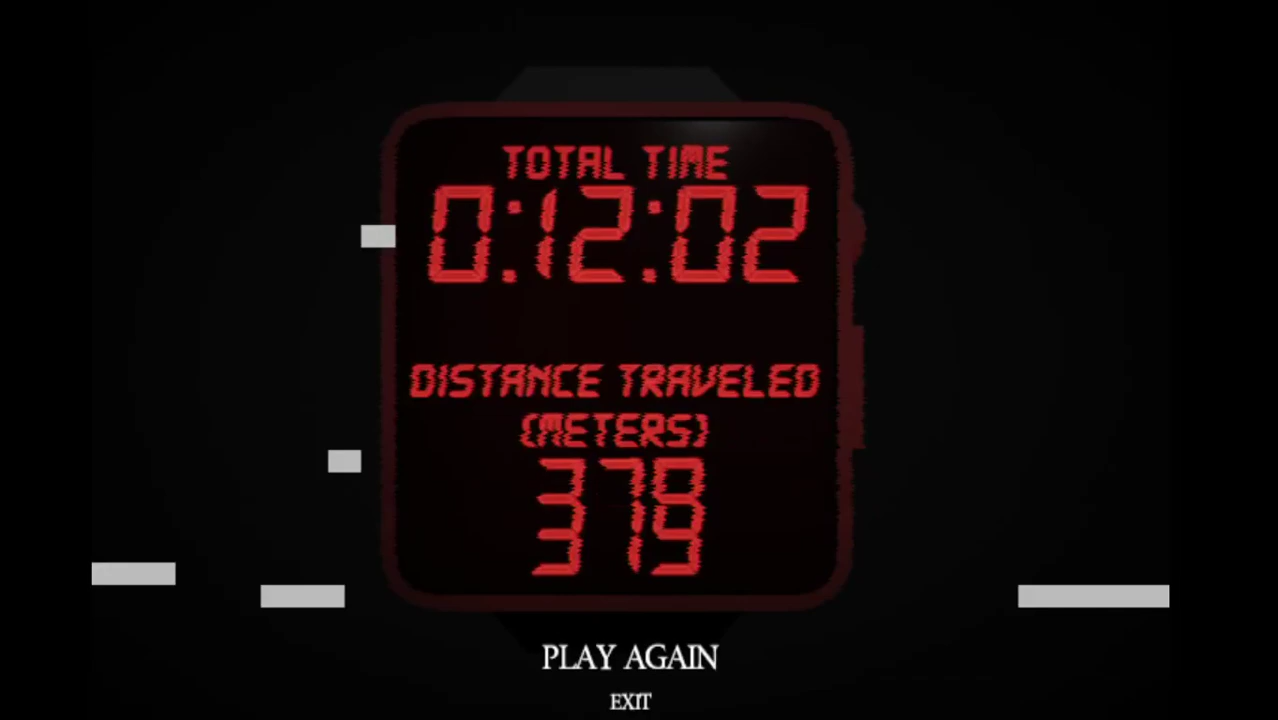 TOTAL TIME
0:12:02
DISTANCE TRAVELED
(METERS)
379
PLAY AGAIN
EXIT